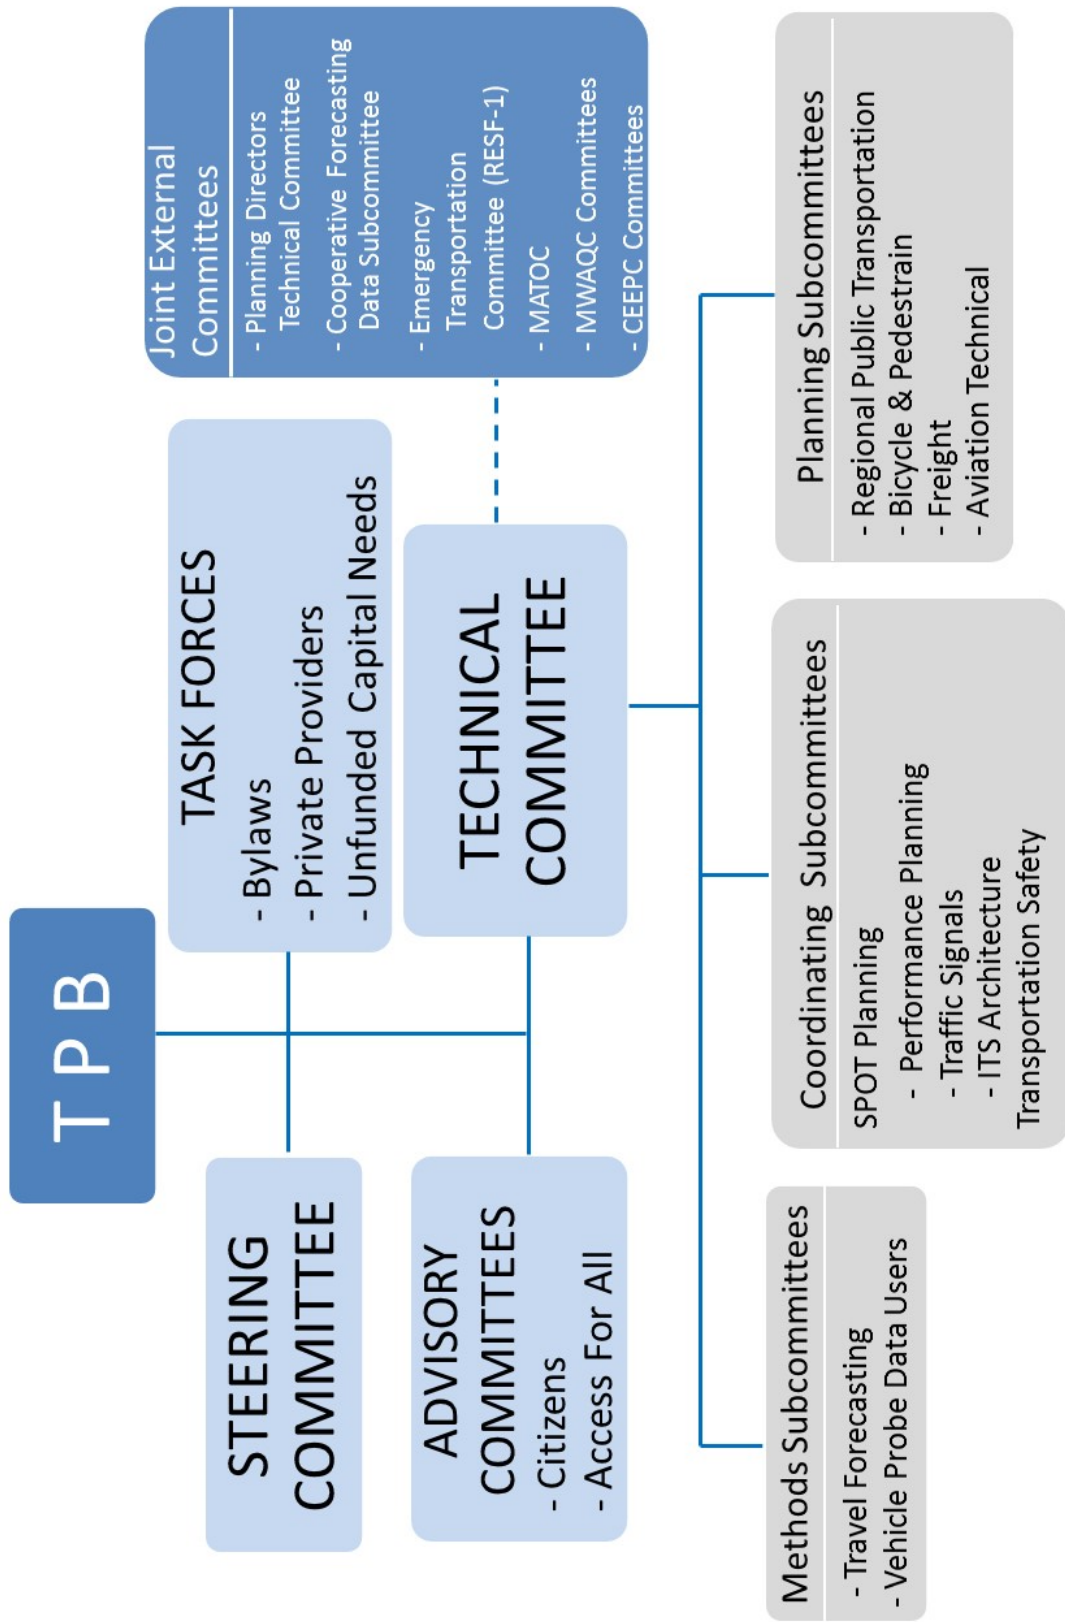 T P B
STEERING
COMMITTEE
TASK FORCES
- Bylaws
- Private Providers
- Unfunded Capital Needs
ADVISORY
COMMITTEES
- Citizens
- Access For All
TECHNICAL
COMMITTEE
Joint External
Committees
- Planning Directors
Technical Committee
- Cooperative Forecasting
Data Subcommittee
- Emergency
Transportation
Committee (RESF-1)
- MATOC
- MWAQC Committees
- CEEPC Committees
Methods Subcommittees
- Travel Forecasting
- Vehicle Probe Data Users
Coordinating Subcommittees
SPOT Planning
- Performance Planning
- Traffic Signals
- ITS Architecture
Transportation Safety
Planning Subcommittees
- Regional Public Transportation
- Bicycle & Pedestrain
- Freight
- Aviation Technical